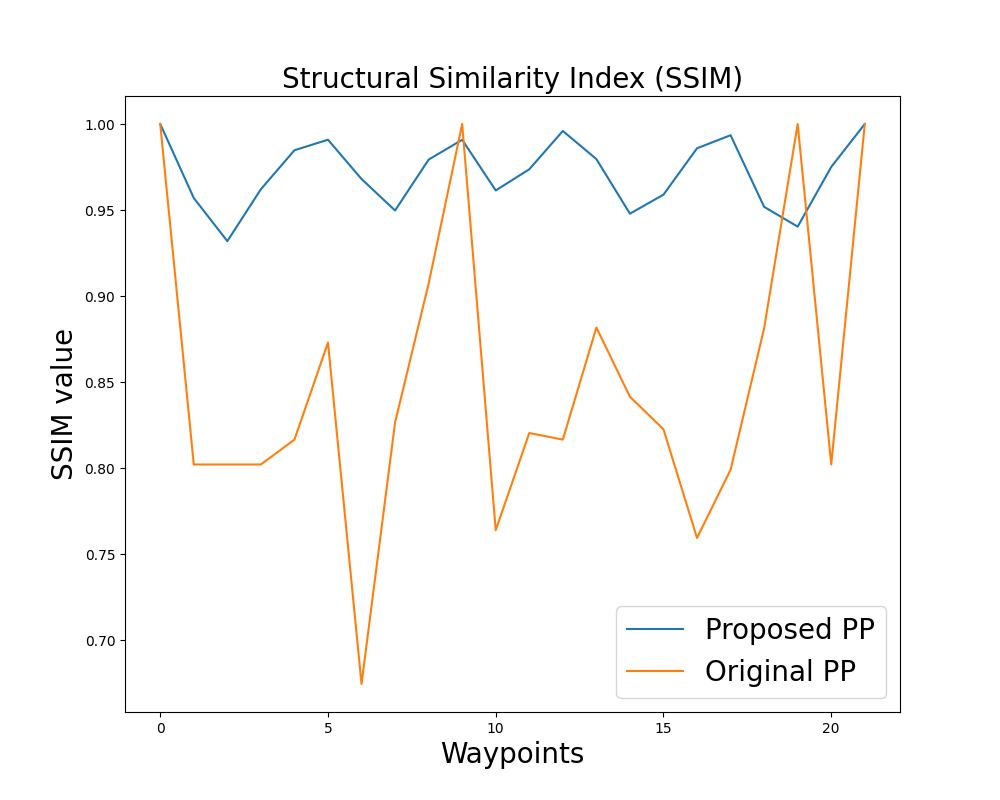 Structural Similarity Index (SSIM)
SSIM value
1.00
0.95
0.90
0.85
0.80
0.75
0.70
Proposed PP
Original PP
0 5 10 15 20
Waypoints